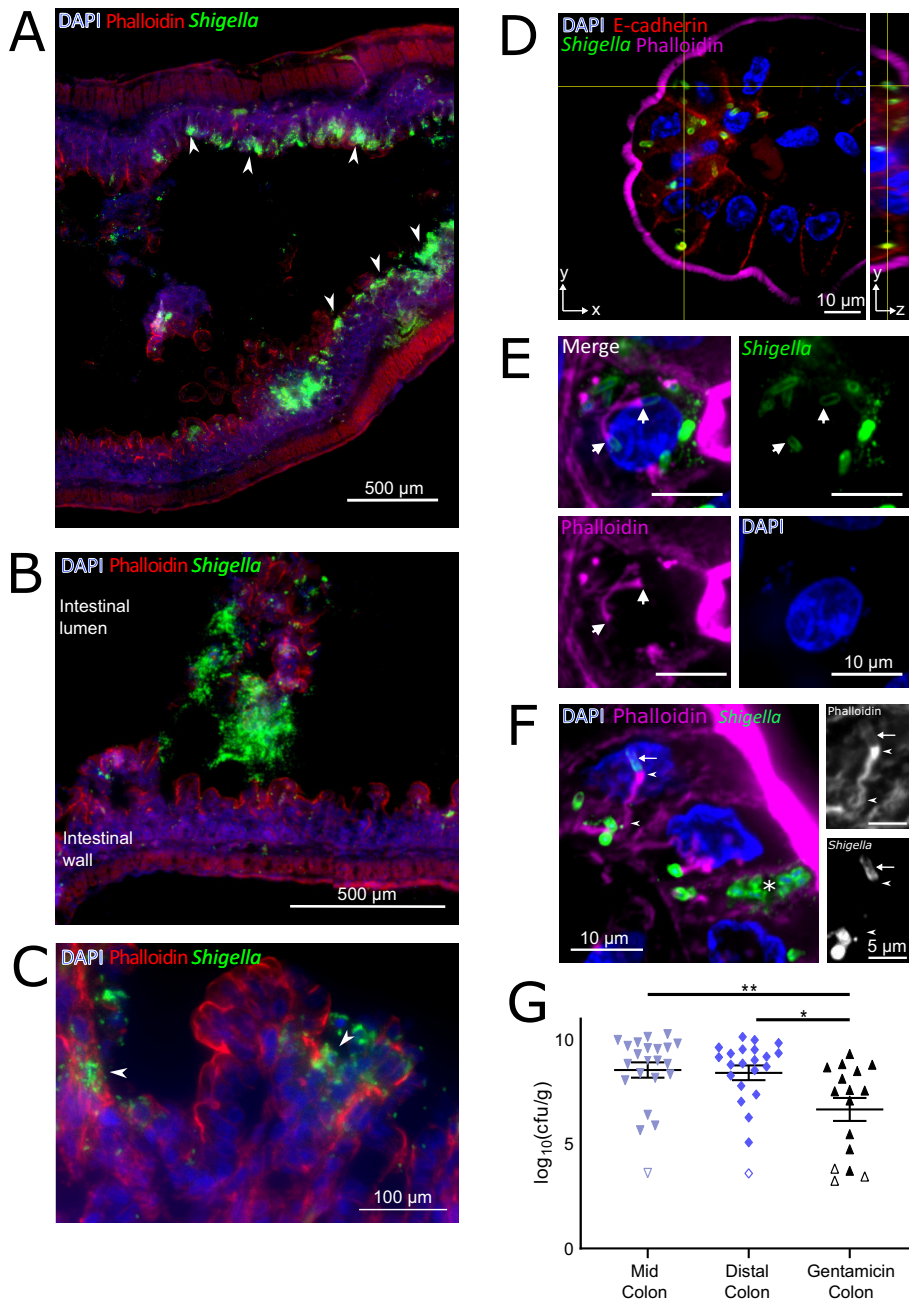 A
DAPI Phalloidin Shigella
500 µm
B
DAPI Phalloidin Shigella
Intestinal
lumen
Intestinal
wall
500 µm
C
DAPI Phalloidin Shigella
100 µm
D
DAPI E-cadherin
Shigella Phalloidin
y
x
10 µm
y
z
E
Merge
Shigella
Phalloidin
DAPI
10 µm
F
DAPI Phalloidin Shigella
*
10 µm
Phalloidin
Shigella
5 µm
G
**
*
log10(cfu/g)
10
5
0
Mid
Colon
Distal
Colon
Gentamicin
Colon